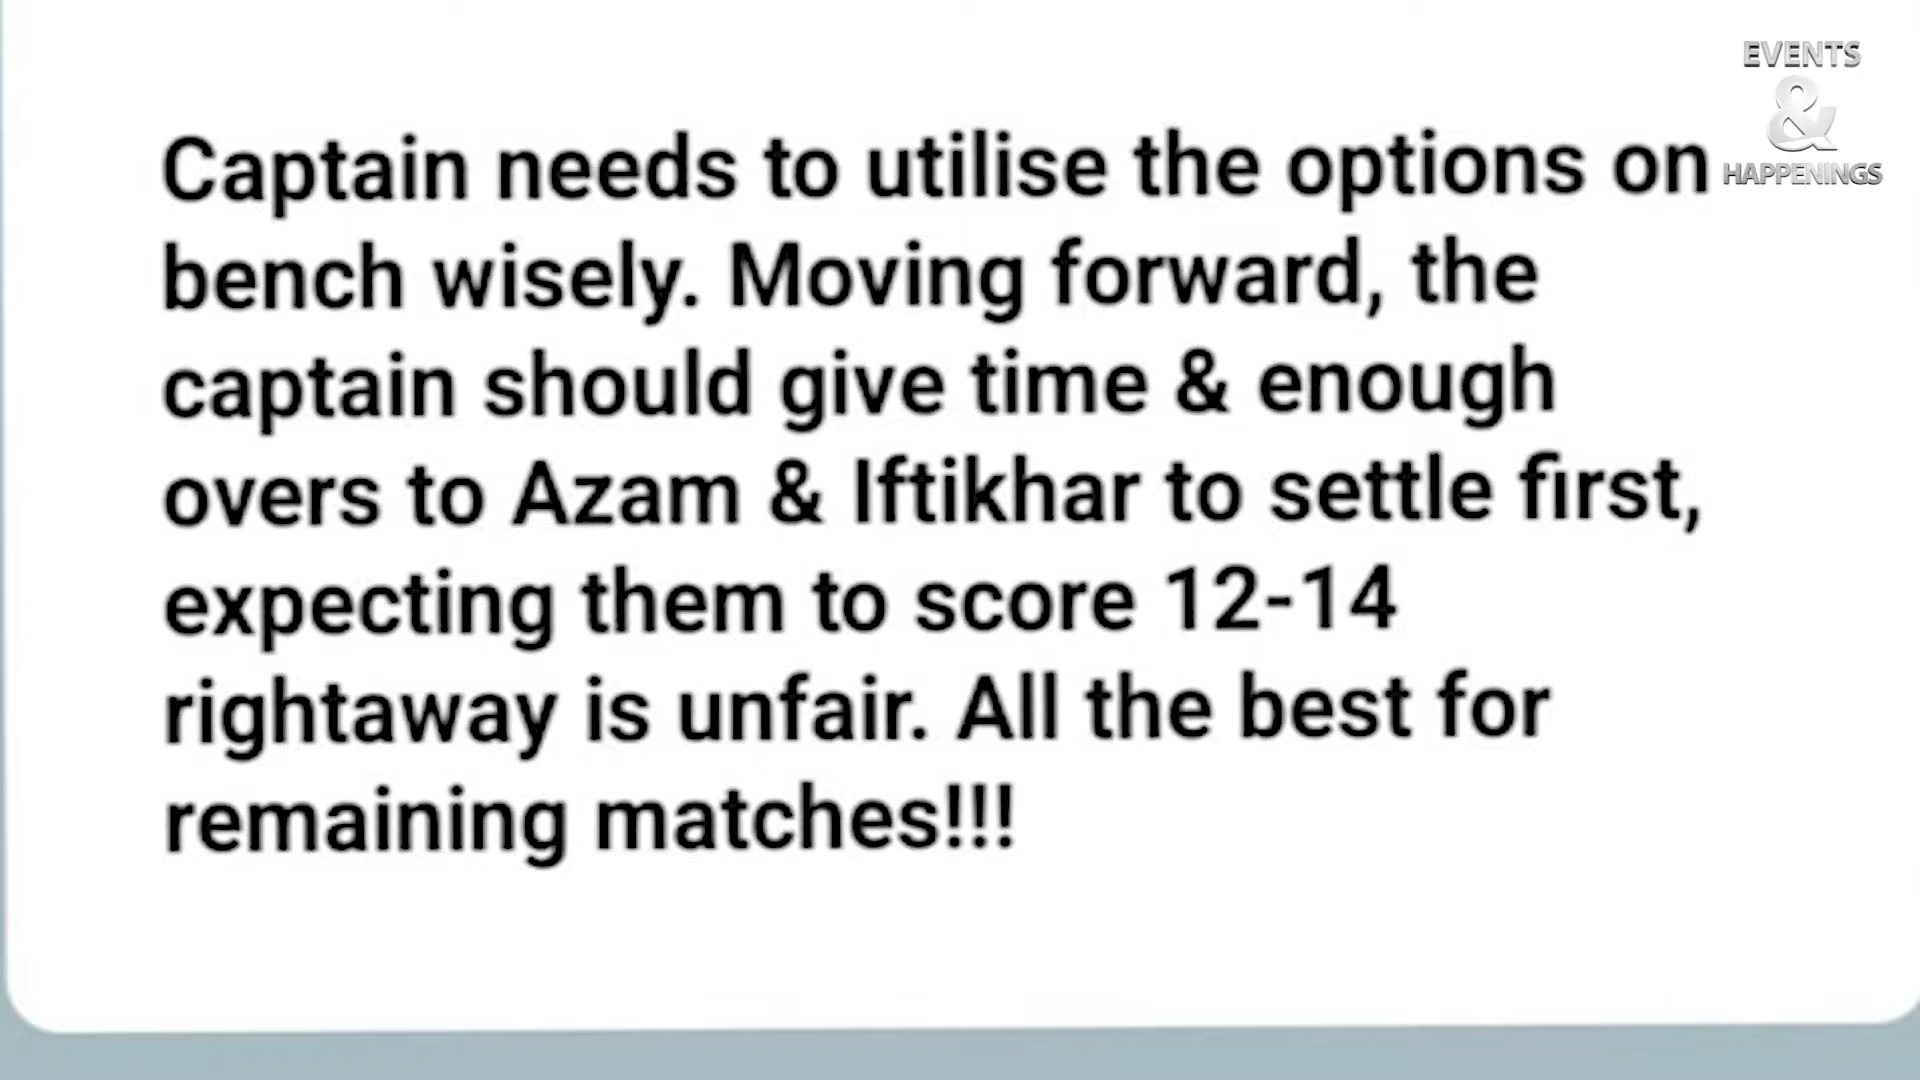 EVENTS
&
HAPPENINGS
Captain needs to utilise the options on
bench wisely. Moving forward, the
captain should give time & enough
overs to Azam & Iftikhar to settle first,
expecting them to score 12-14
rightaway is unfair. All the best for
remaining matches!!!